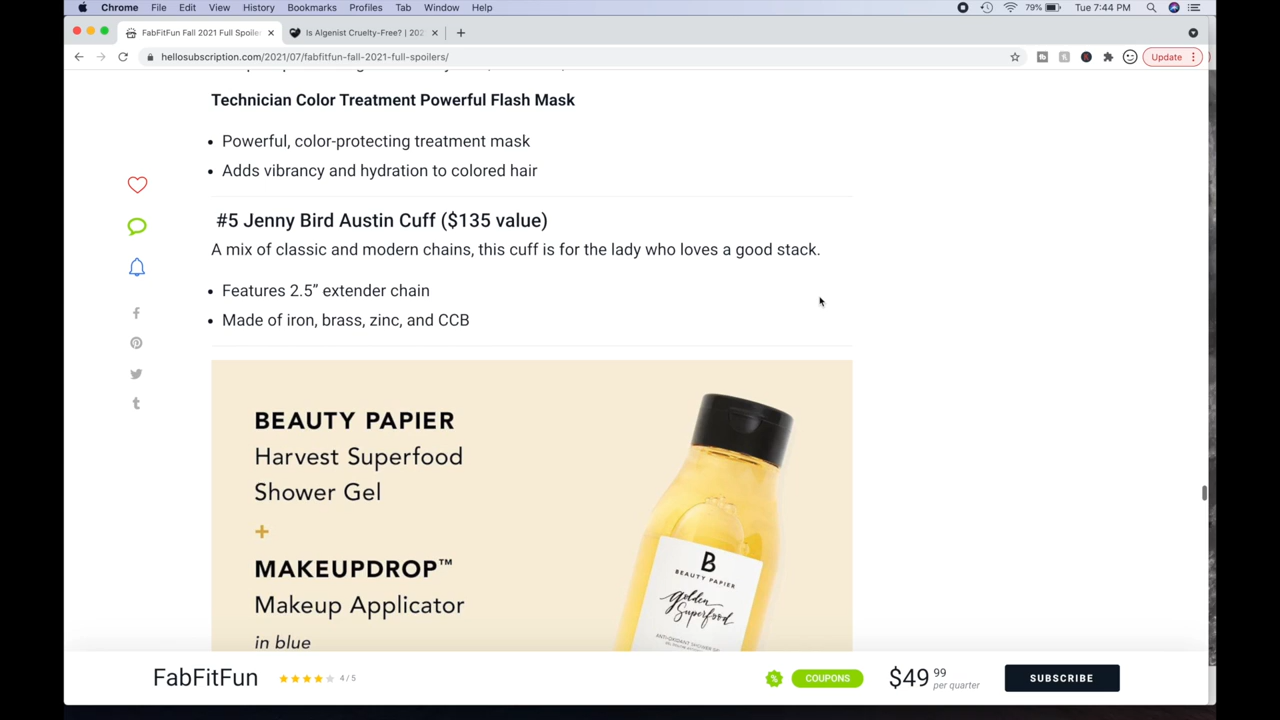 Chrome File Edit View History Bookmarks Profiles Tab Window Help 79% Tue 7:44 PM
FabFitFun Fall 2021 Full Spoile × Is Algenist Cruelty-Free? | 202 × +
hellosubscription.com/2021/07/fabfitfun-fall-2021-full-spoilers/ Update
Technician Color Treatment Powerful Flash Mask
• Powerful, color-protecting treatment mask
• Adds vibrancy and hydration to colored hair
#5 Jenny Bird Austin Cuff ($135 value)
A mix of classic and modern chains, this cuff is for the lady who loves a good stack.
• Features 2.5” extender chain
• Made of iron, brass, zinc, and CCB
BEAUTY PAPIER
Harvest Superfood
Shower Gel
+
MAKEUPDROP™
Makeup Applicator
in blue
B
BEAUTY PAPIER
golden
Superfood
ANTI-OXIDANT SHOWER GEL
FabFitFun 4 / 5 % COUPONS $49 99 per quarter SUBSCRIBE